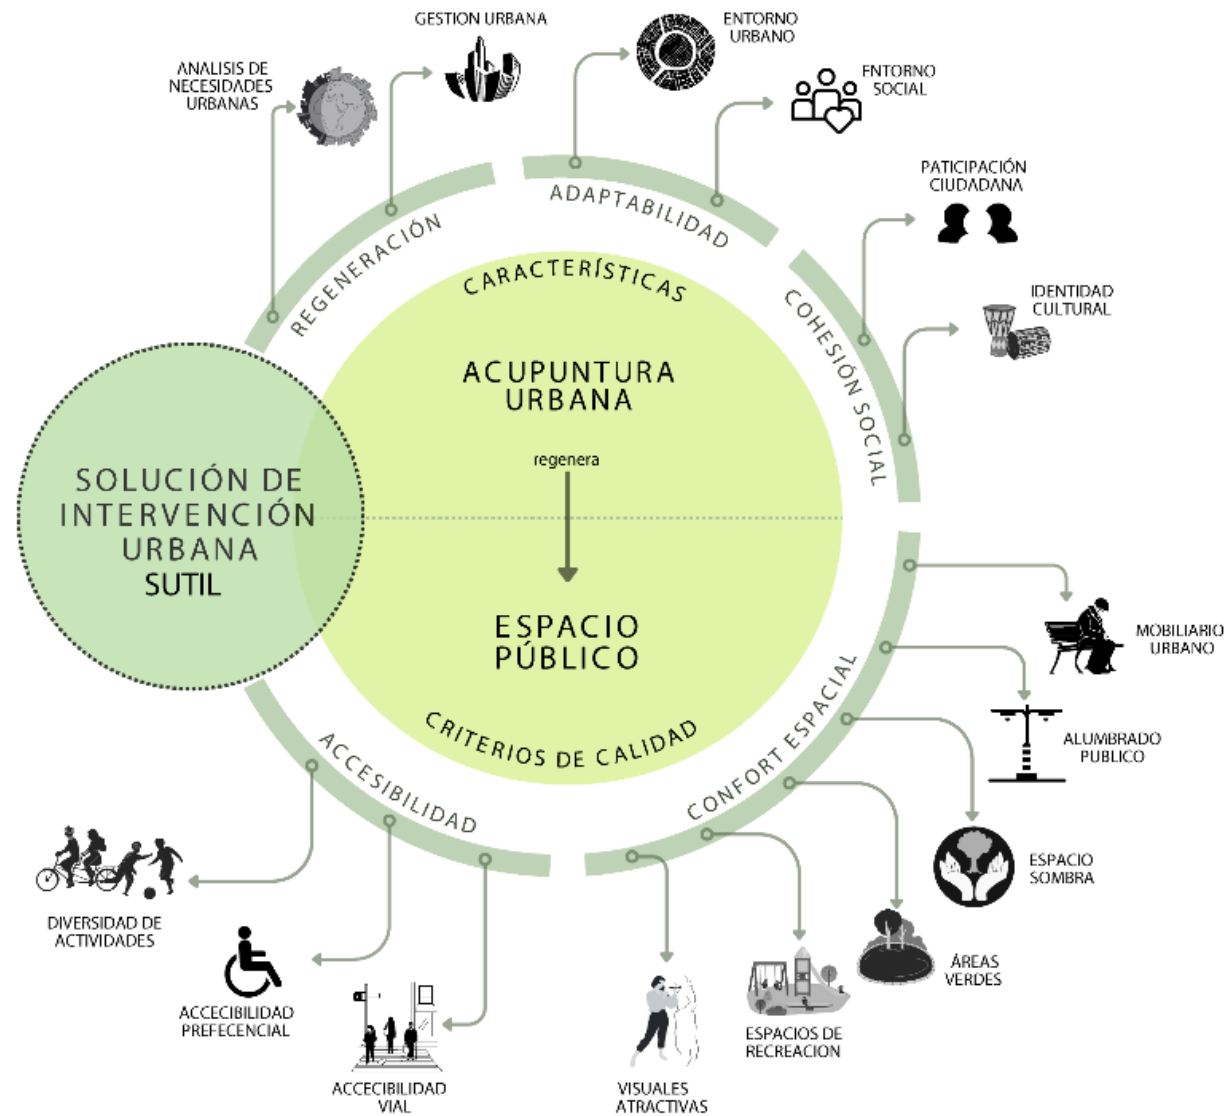 GESTION URBANA
ENTORNO
URBANO
ANALISIS DE
NECESIDADES
URBANAS
ENTORNO
SOCIAL
PATICIPACIÓN
CIUDADANA
IDENTIDAD
CULTURAL
REGENERACIÓN
ADAPTABILIDAD
COHESIÓN SOCIAL
CARACTERÍSTICAS
ACUPUNTURA
URBANA
regenera
SOLUCIÓN DE
INTERVENCIÓN
URBANA
SUTIL
ESPACIO
PÚBLICO
CRITERIOS DE CALIDAD
ACCESIBILIDAD
CONFORT ESPACIAL
MOBILIARIO
URBANO
ALUMBRADO
PUBLICO
ESPACIO
SOMBRA
ÁREAS
VERDES
ESPACIOS DE
RECREACION
VISUALES
ATRACTIVAS
DIVERSIDAD DE
ACTIVIDADES
ACCECIBILIDAD
PREFECENCIAL
ACCECIBILIDAD
VIAL